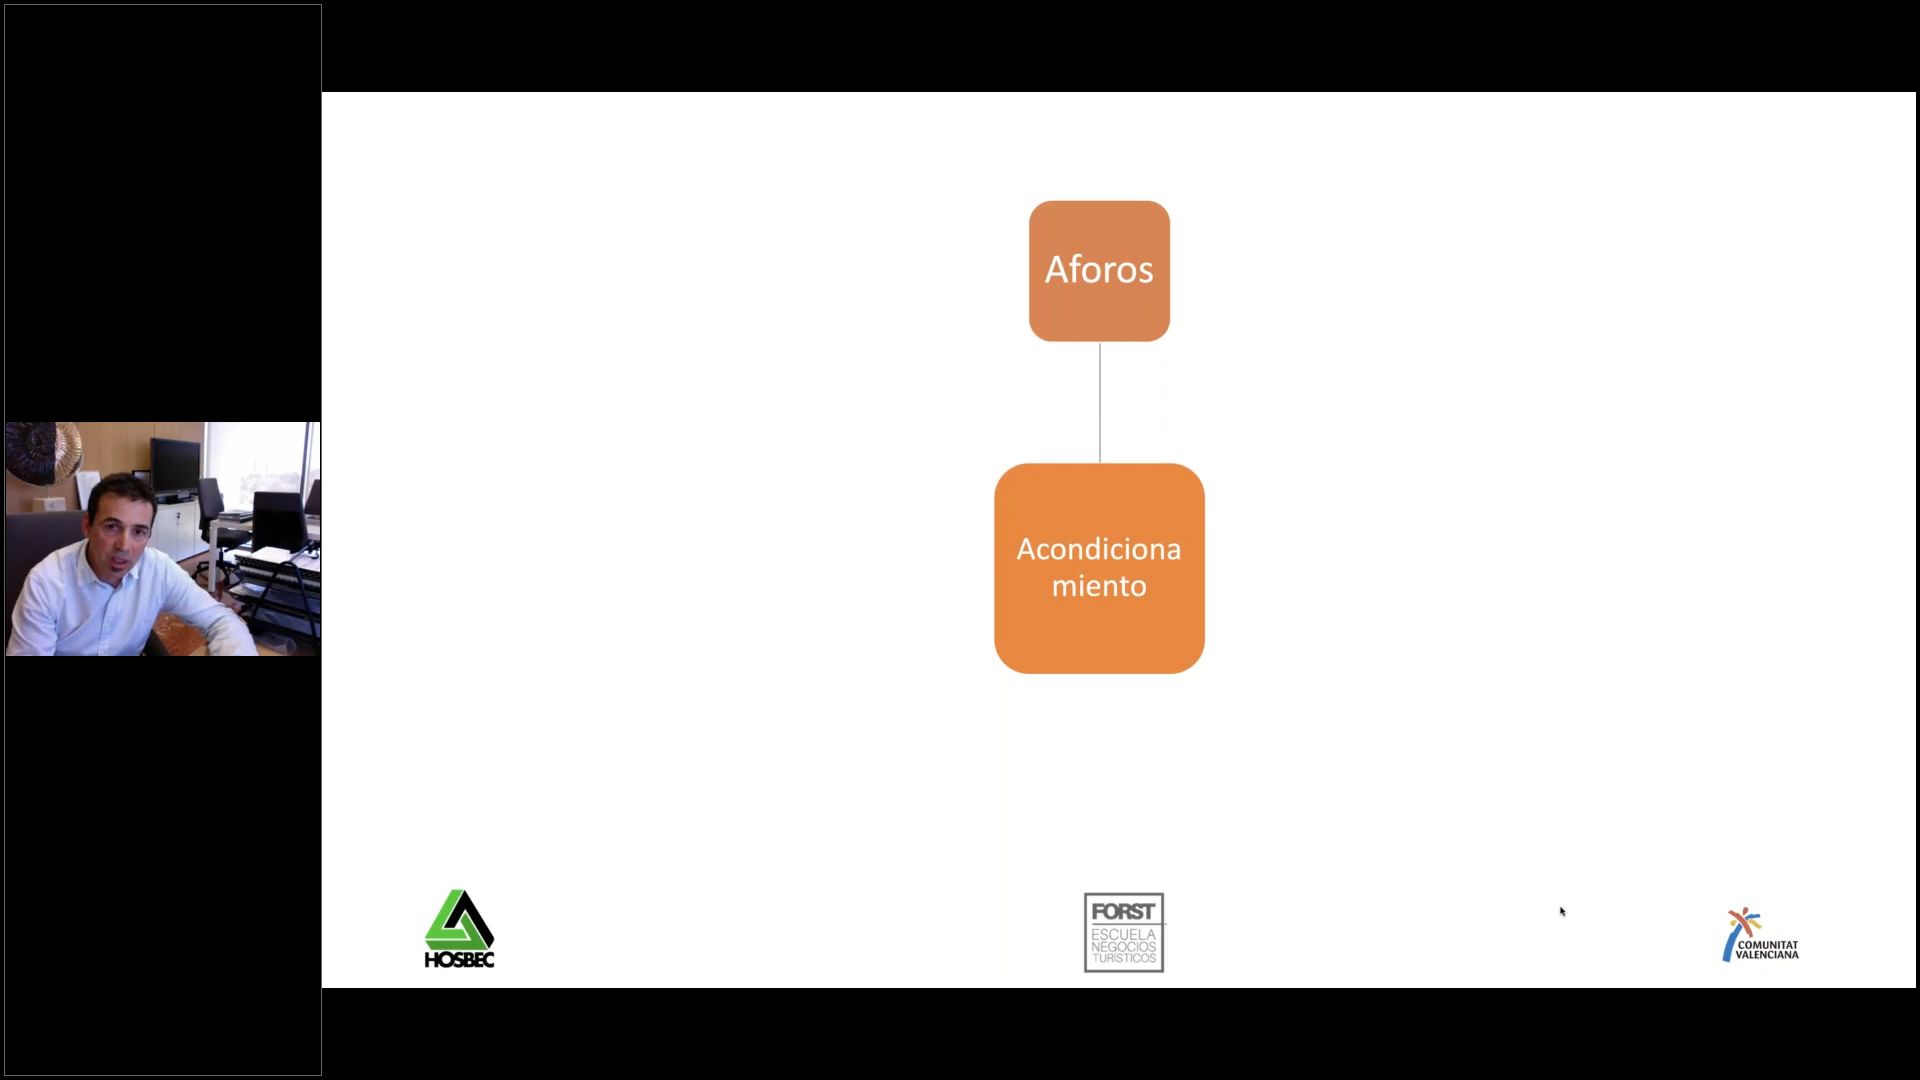 Aforos
Acondiciona
miento
HOSBEC
FORST
ESCUELA
NEGOCIOS
TURÍSTICOS
COMUNITAT
VALENCIANA